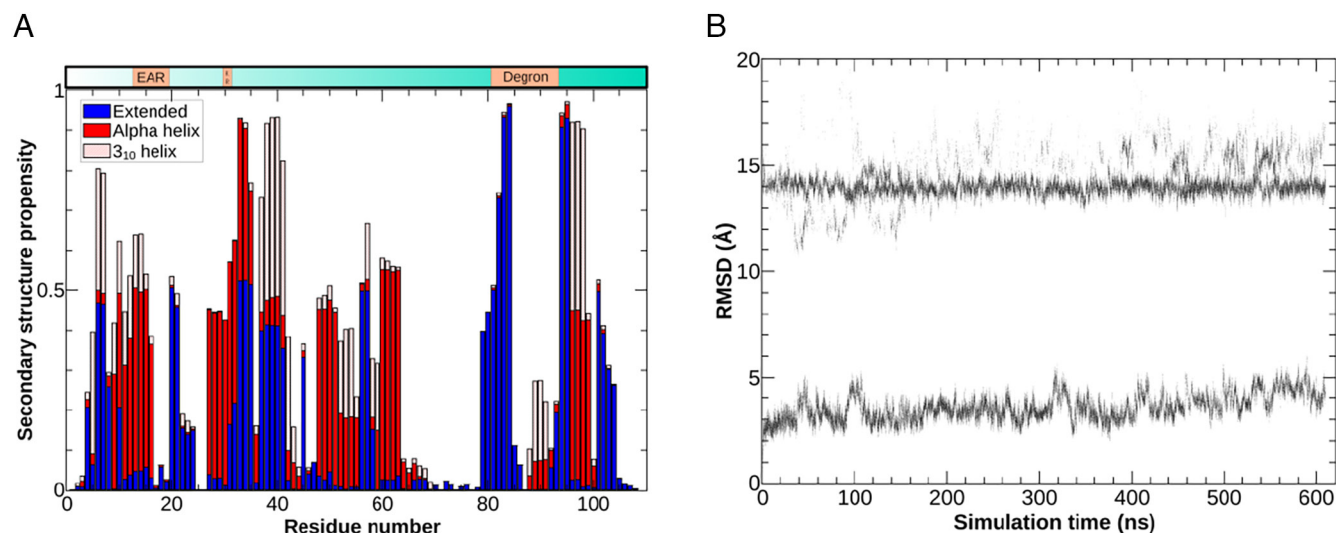 A
EAR
Degron
1
Extended
Alpha helix
3₁₀ helix
0.5
0
Secondary structure propensity
0 20 40 60 80 100
Residue number
B
20
15
10
5
0
RMSD (Å)
0 100 200 300 400 500 600
Simulation time (ns)